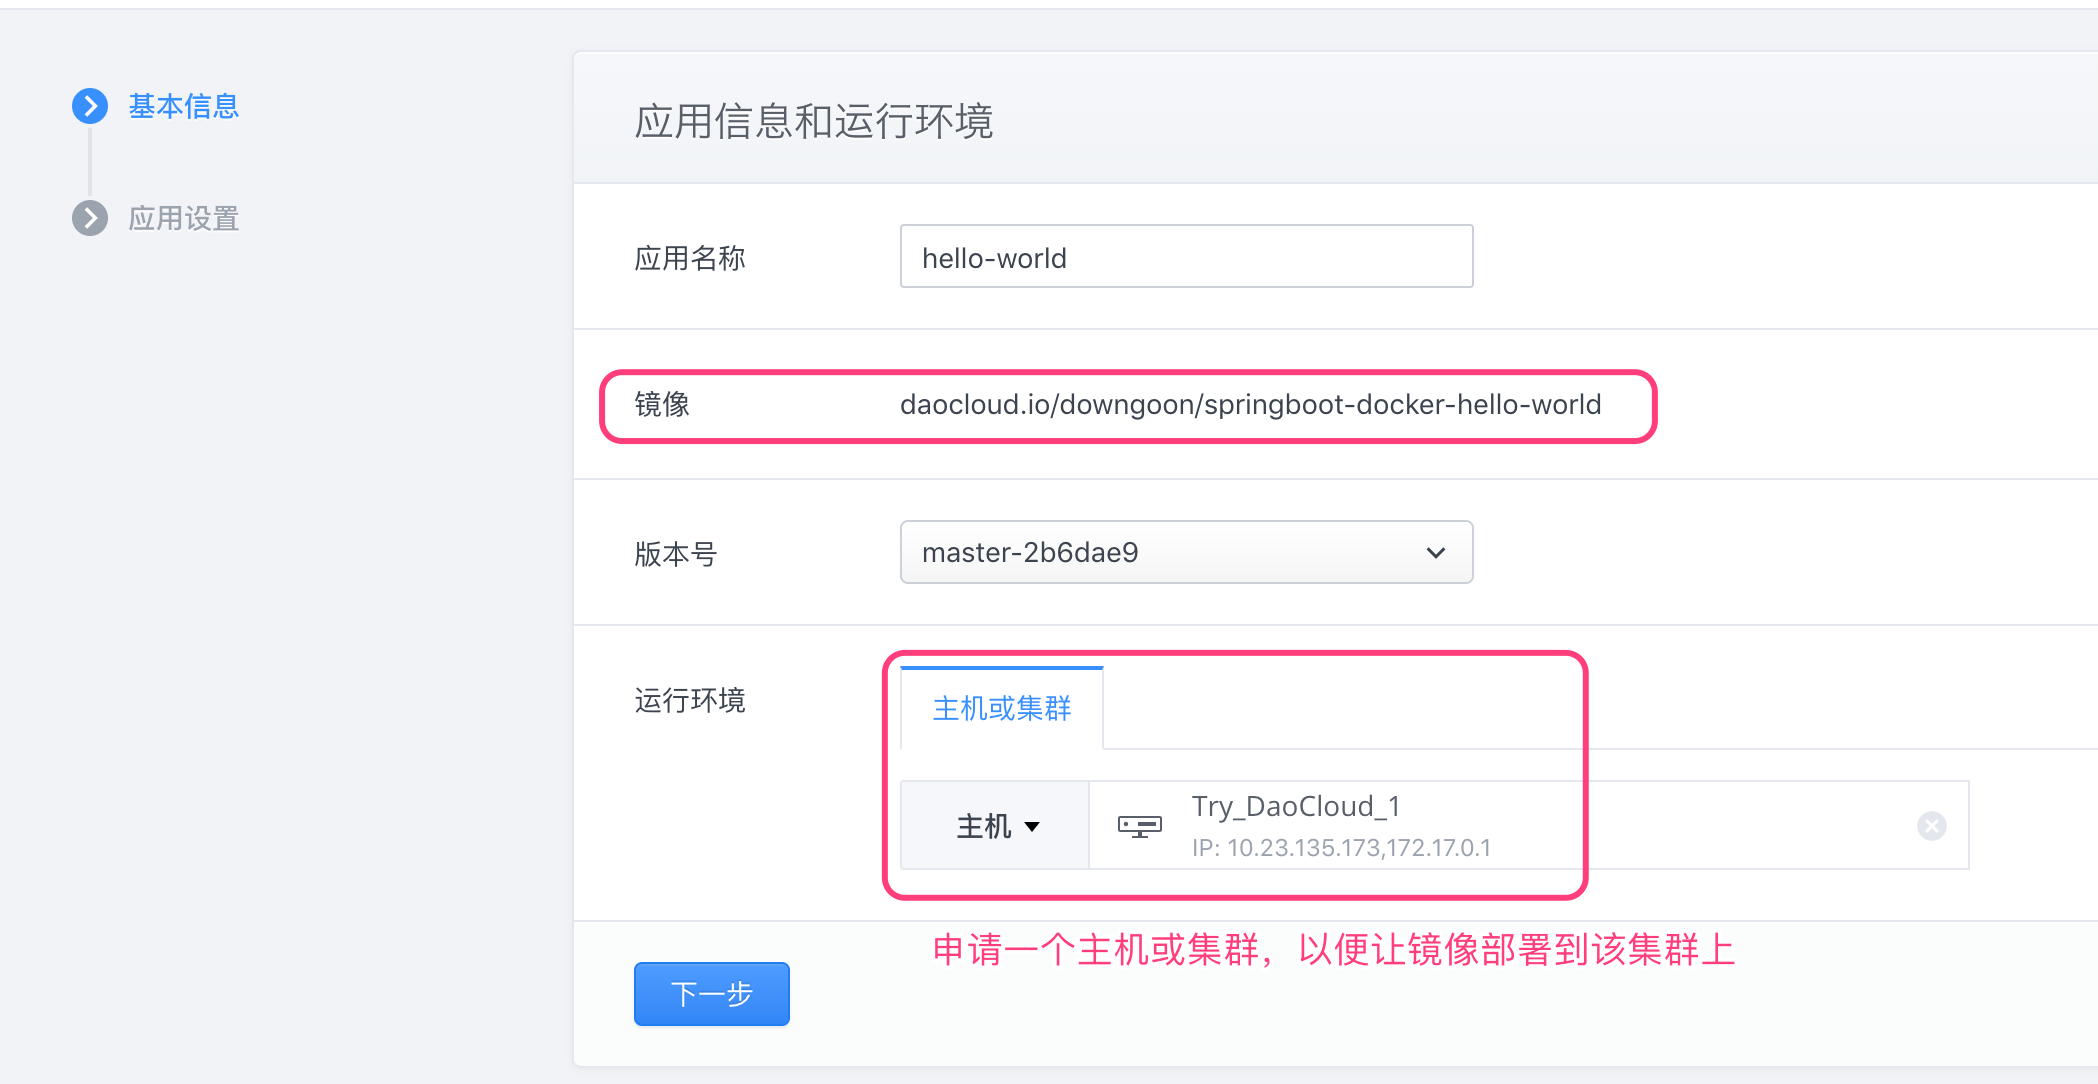 基本信息
应用设置
应用信息和运行环境
应用名称 hello-world
镜像 daocloud.io/downgoon/springboot-docker-hello-world
版本号 master-2b6dae9
运行环境 主机或集群
主机 Try_DaoCloud_1
IP: 10.23.135.173,172.17.0.1
申请一个主机或集群，以便让镜像部署到该集群上
下一步